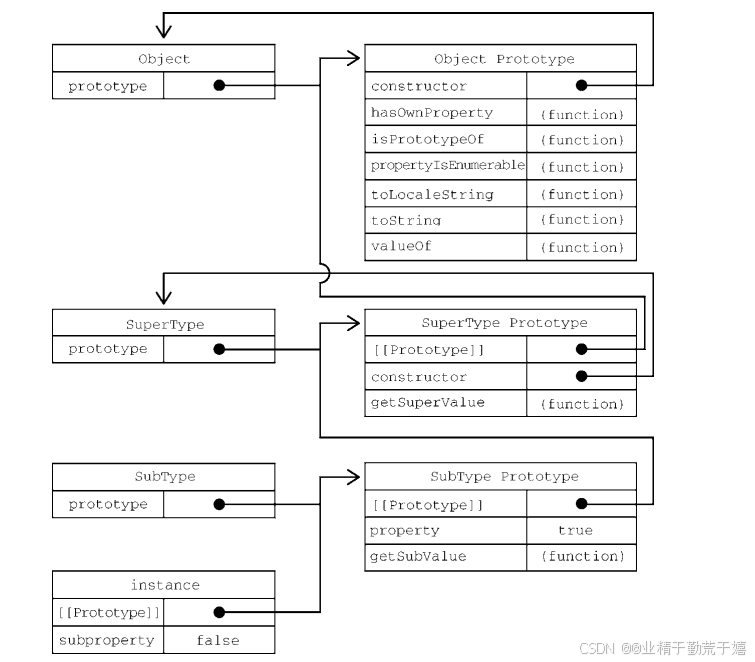 Object
prototype
Object Prototype
constructor
hasOwnProperty (function)
isPrototypeOf (function)
propertyIsEnumerable (function)
toLocaleString (function)
toString (function)
valueOf (function)
SuperType
prototype
SuperType Prototype
[[Prototype]]
constructor
getSuperValue (function)
SubType
prototype
SubType Prototype
[[Prototype]]
property true
getSubValue (function)
instance
[[Prototype]]
subproperty false
CSDN @@业精于勤荒于嬉